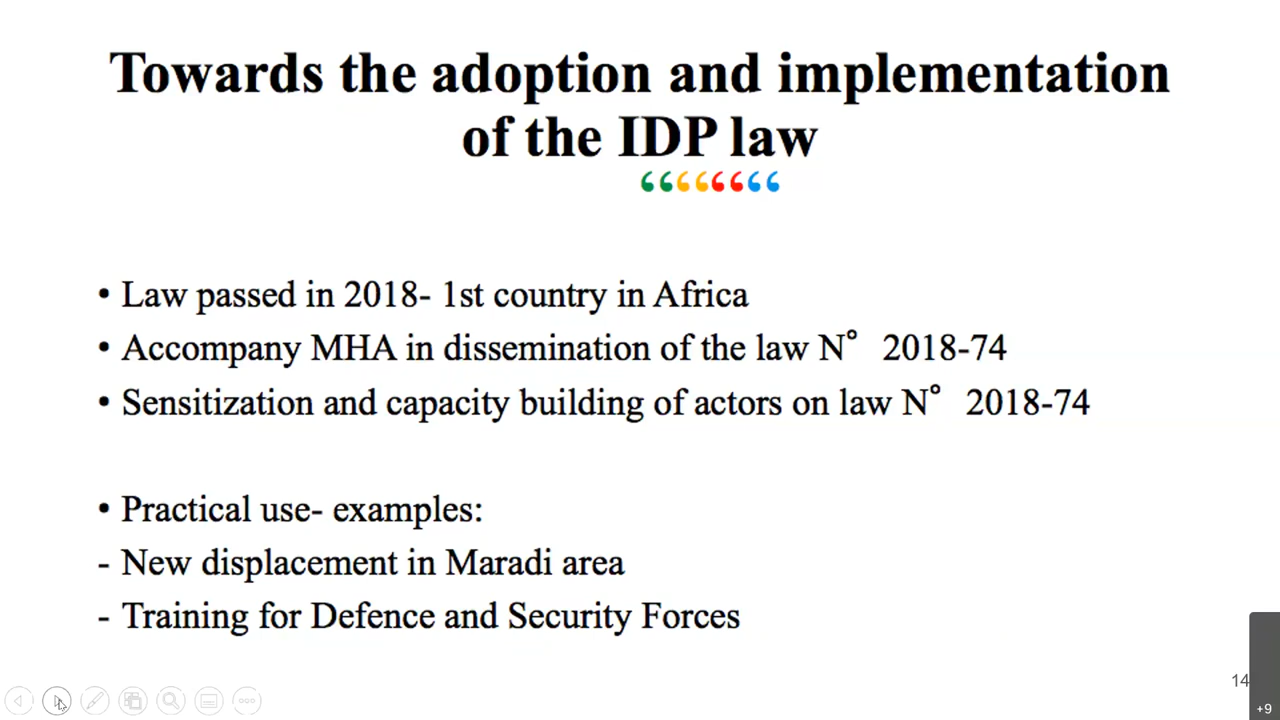 Towards the adoption and implementation
of the IDP law
• Law passed in 2018- 1st country in Africa
• Accompany MHA in dissemination of the law N° 2018-74
• Sensitization and capacity building of actors on law N° 2018-74
• Practical use- examples:
- New displacement in Maradi area
- Training for Defence and Security Forces
14
+9